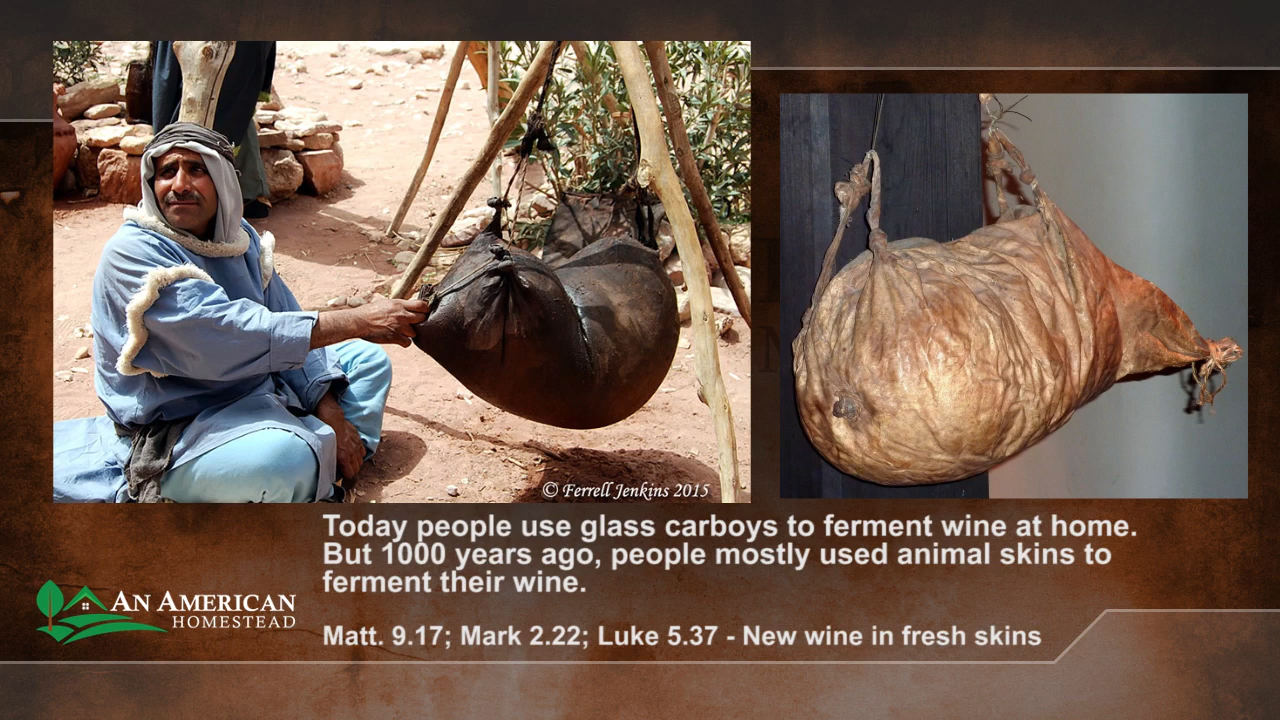 © Ferrell Jenkins 2015
Today people use glass carboys to ferment wine at home.
But 1000 years ago, people mostly used animal skins to
ferment their wine.
AN AMERICAN
HOMESTEAD
Matt. 9.17; Mark 2.22; Luke 5.37 - New wine in fresh skins